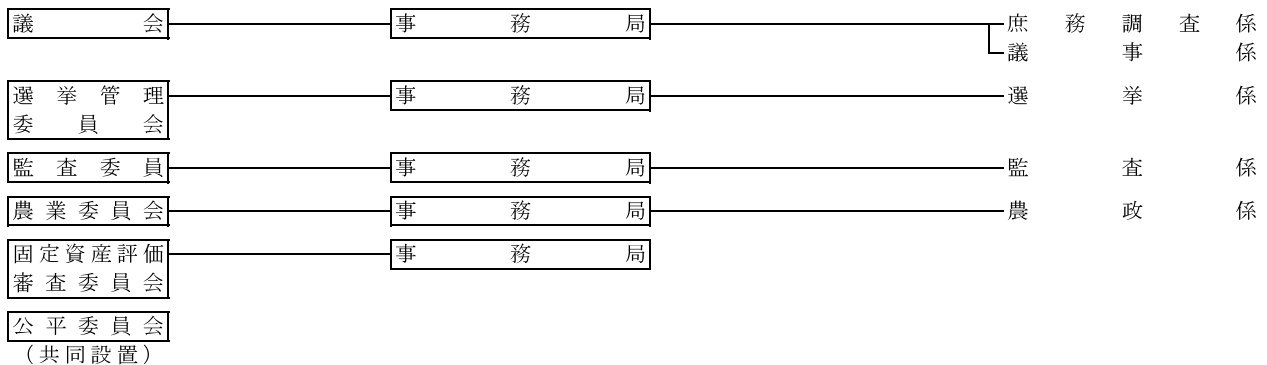 議会 事務局 庶務調査係
議事係
選挙管理 事務局 選挙係
委員会
監査委員 事務局 監査係
農業委員会 事務局 農政係
固定資産評価 事務局
審査委員会
公平委員会
（共同設置）